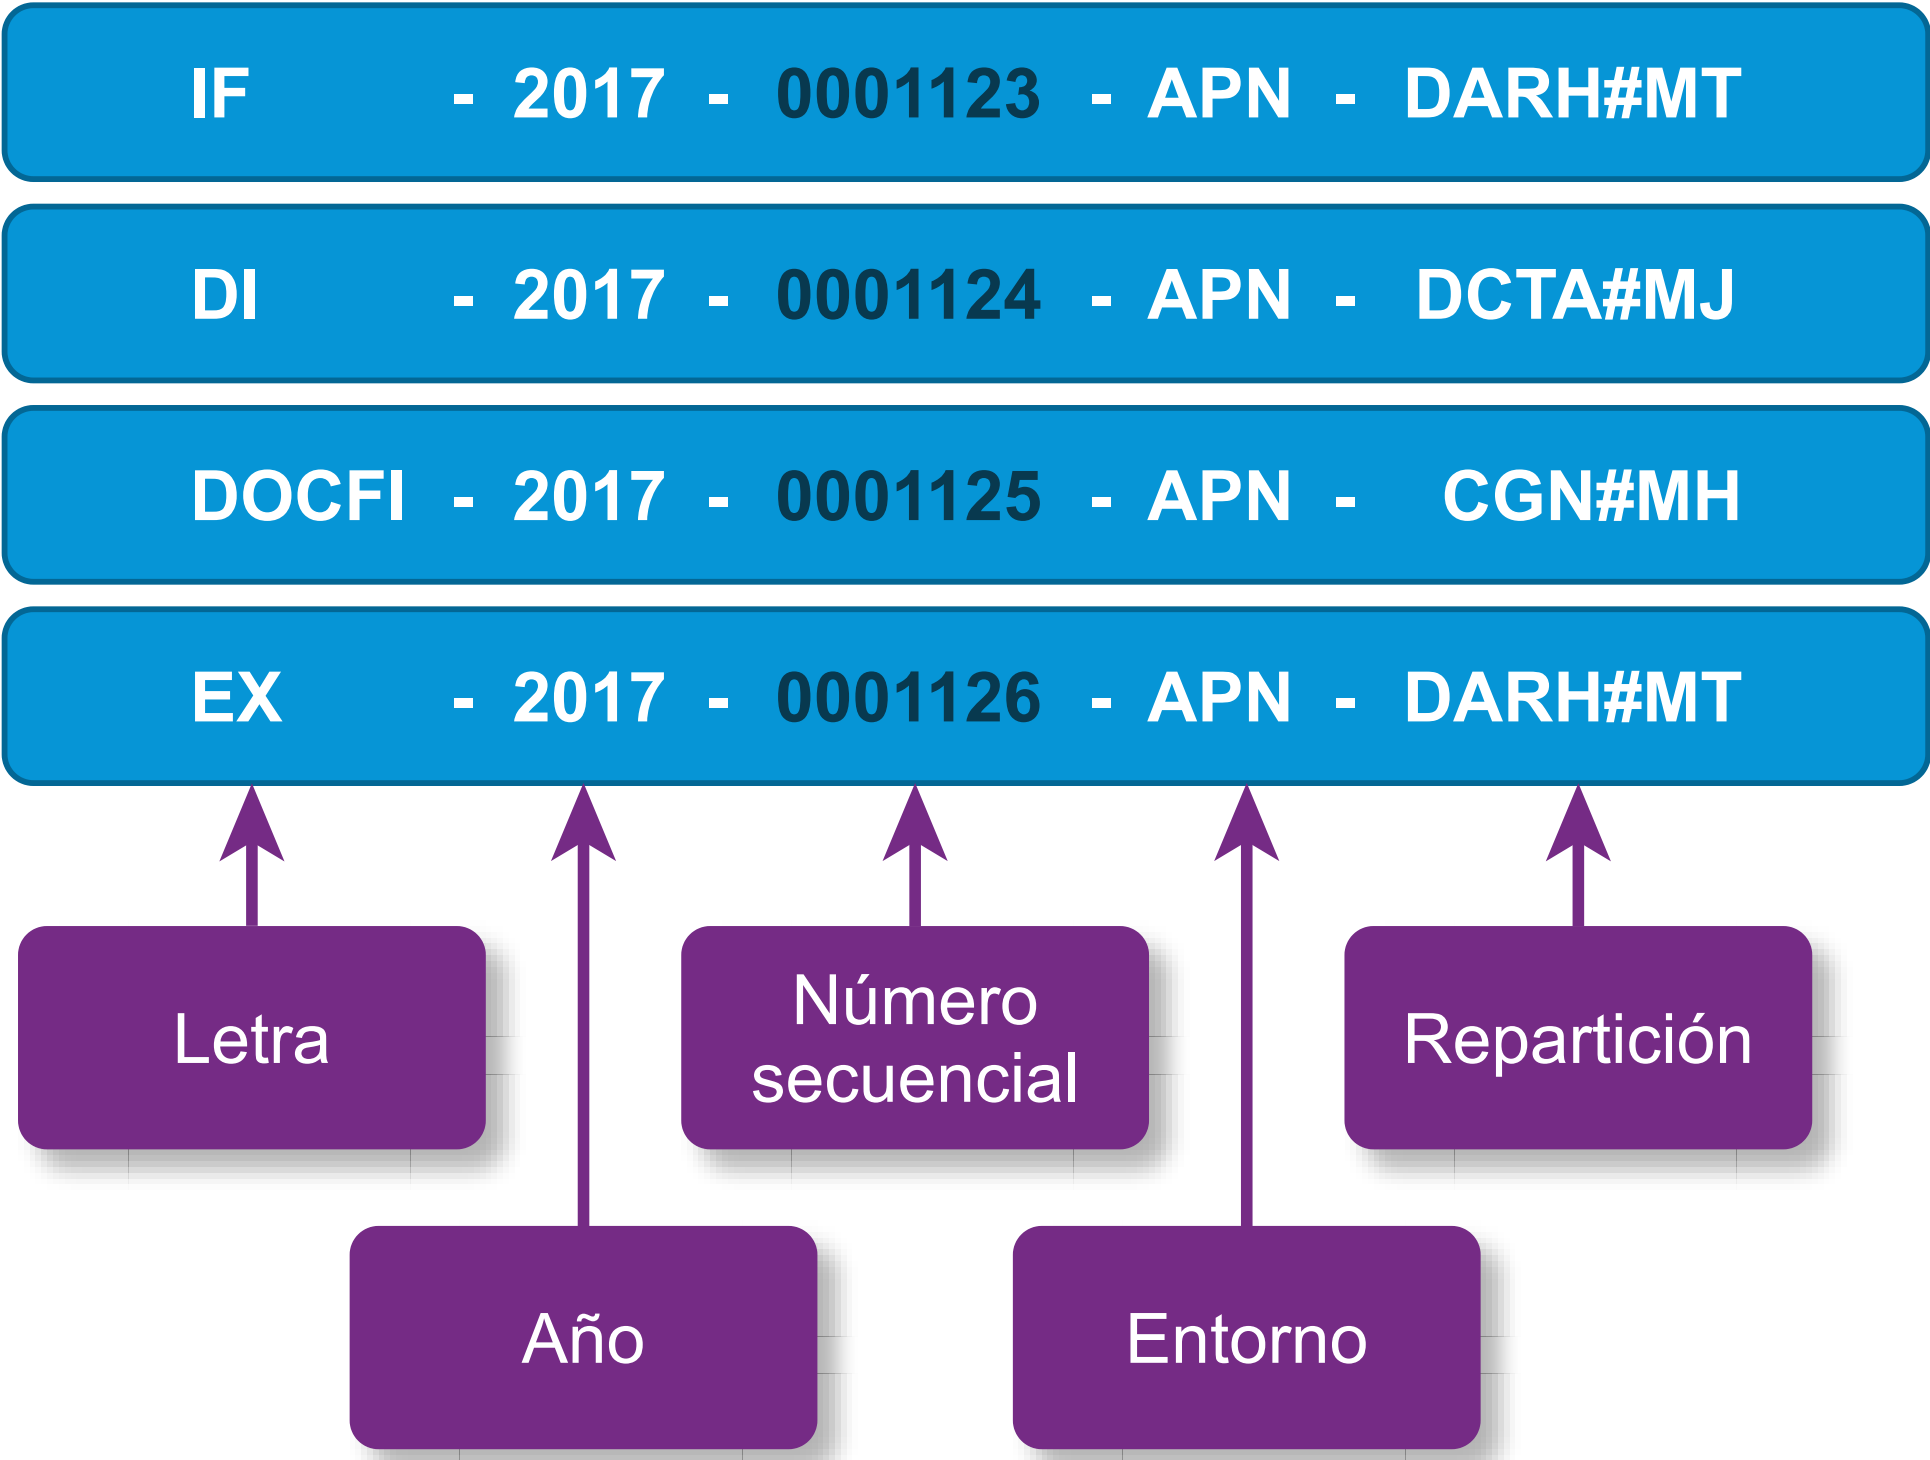 IF - 2017 - 0001123 - APN - DARH#MT
DI - 2017 - 0001124 - APN - DCTA#MJ
DOCFI - 2017 - 0001125 - APN - CGN#MH
EX - 2017 - 0001126 - APN - DARH#MT
Letra
Número
secuencial
Repartición
Año
Entorno